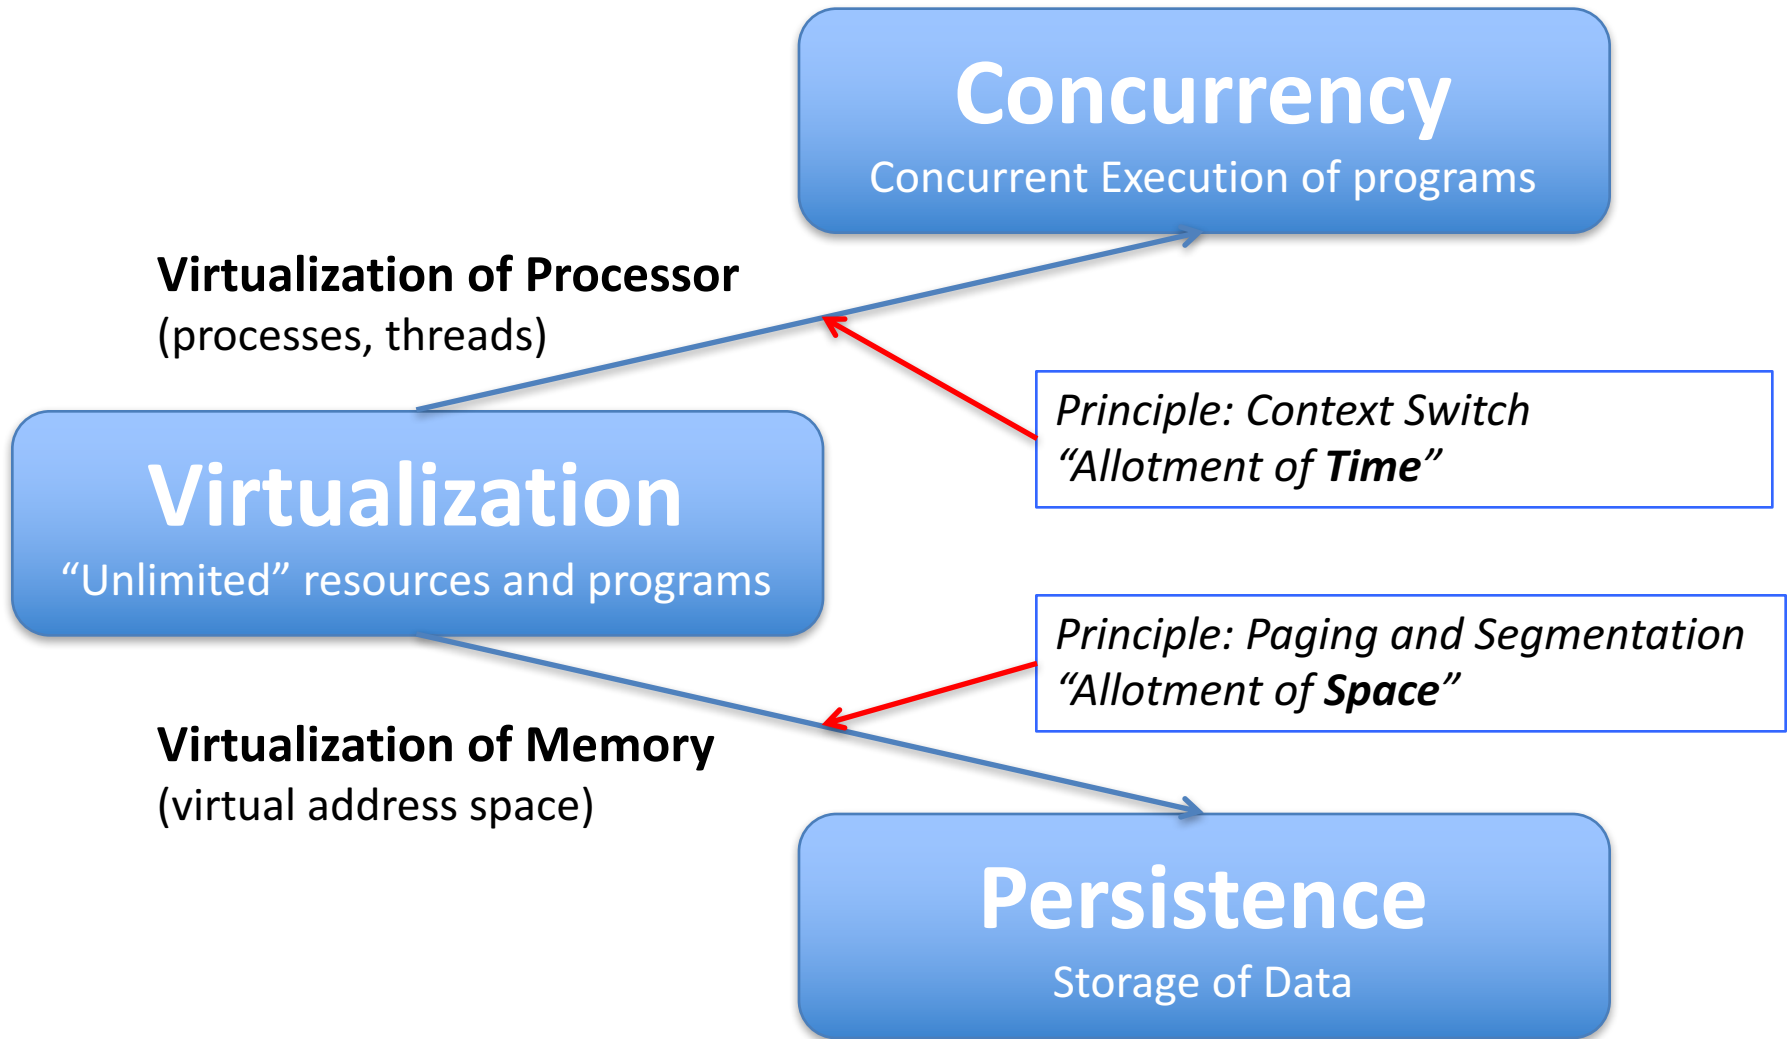 Concurrency
Concurrent Execution of programs
Virtualization of Processor
(processes, threads)
Principle: Context Switch
“Allotment of Time”
Virtualization
“Unlimited” resources and programs
Principle: Paging and Segmentation
“Allotment of Space”
Virtualization of Memory
(virtual address space)
Persistence
Storage of Data